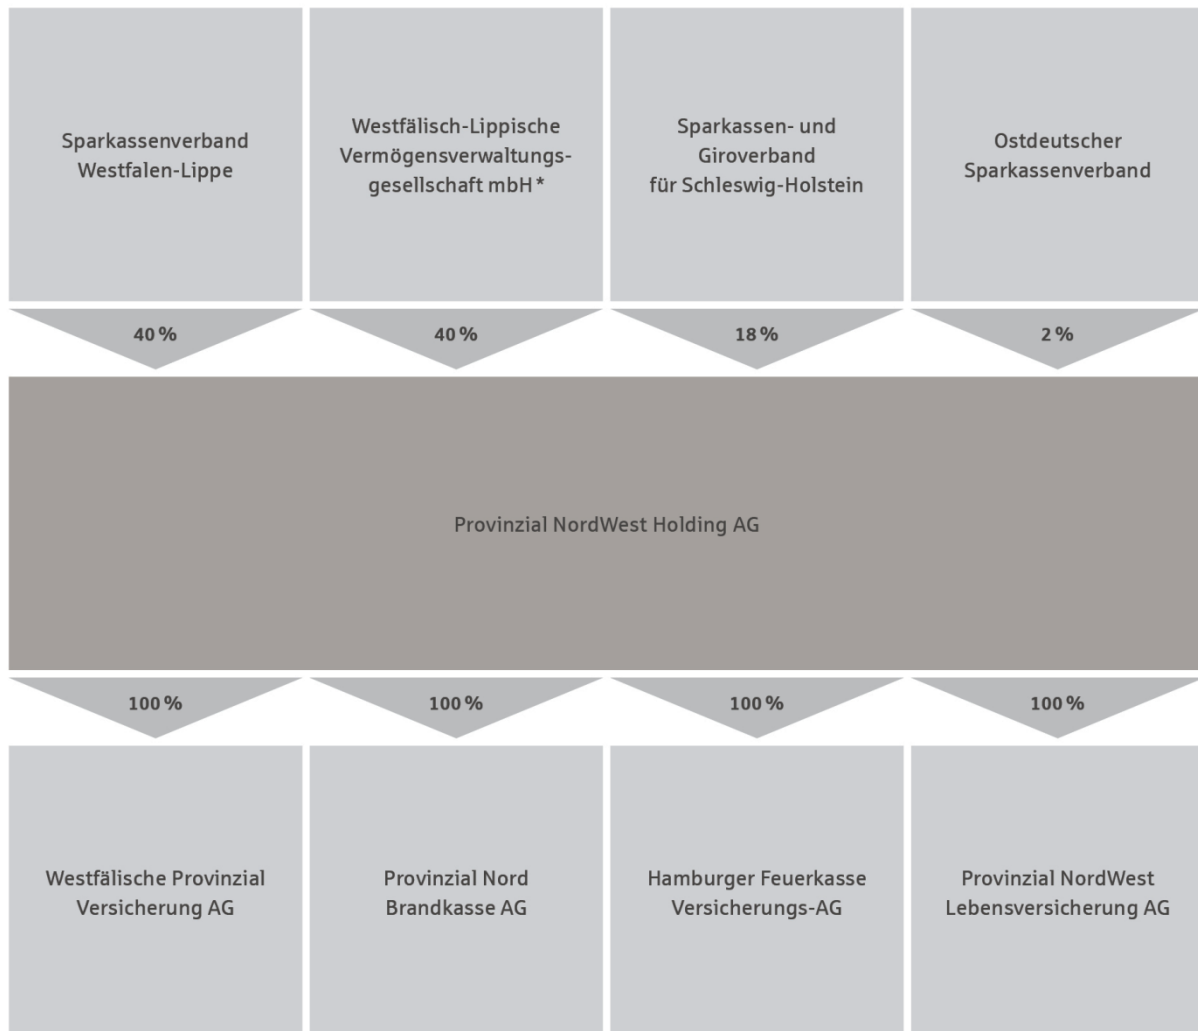 Sparkassenverband
Westfalen-Lippe
Westfälisch-Lippische
Vermögensverwaltungs-
gesellschaft mbH *
Sparkassen- und
Giroverband
für Schleswig-Holstein
Ostdeutscher
Sparkassenverband
40 %
40 %
18 %
2 %
Provinzial NordWest Holding AG
100 %
100 %
100 %
100 %
Westfälische Provinzial
Versicherung AG
Provinzial Nord
Brandkasse AG
Hamburger Feuerkasse
Versicherungs-AG
Provinzial NordWest
Lebensversicherung AG